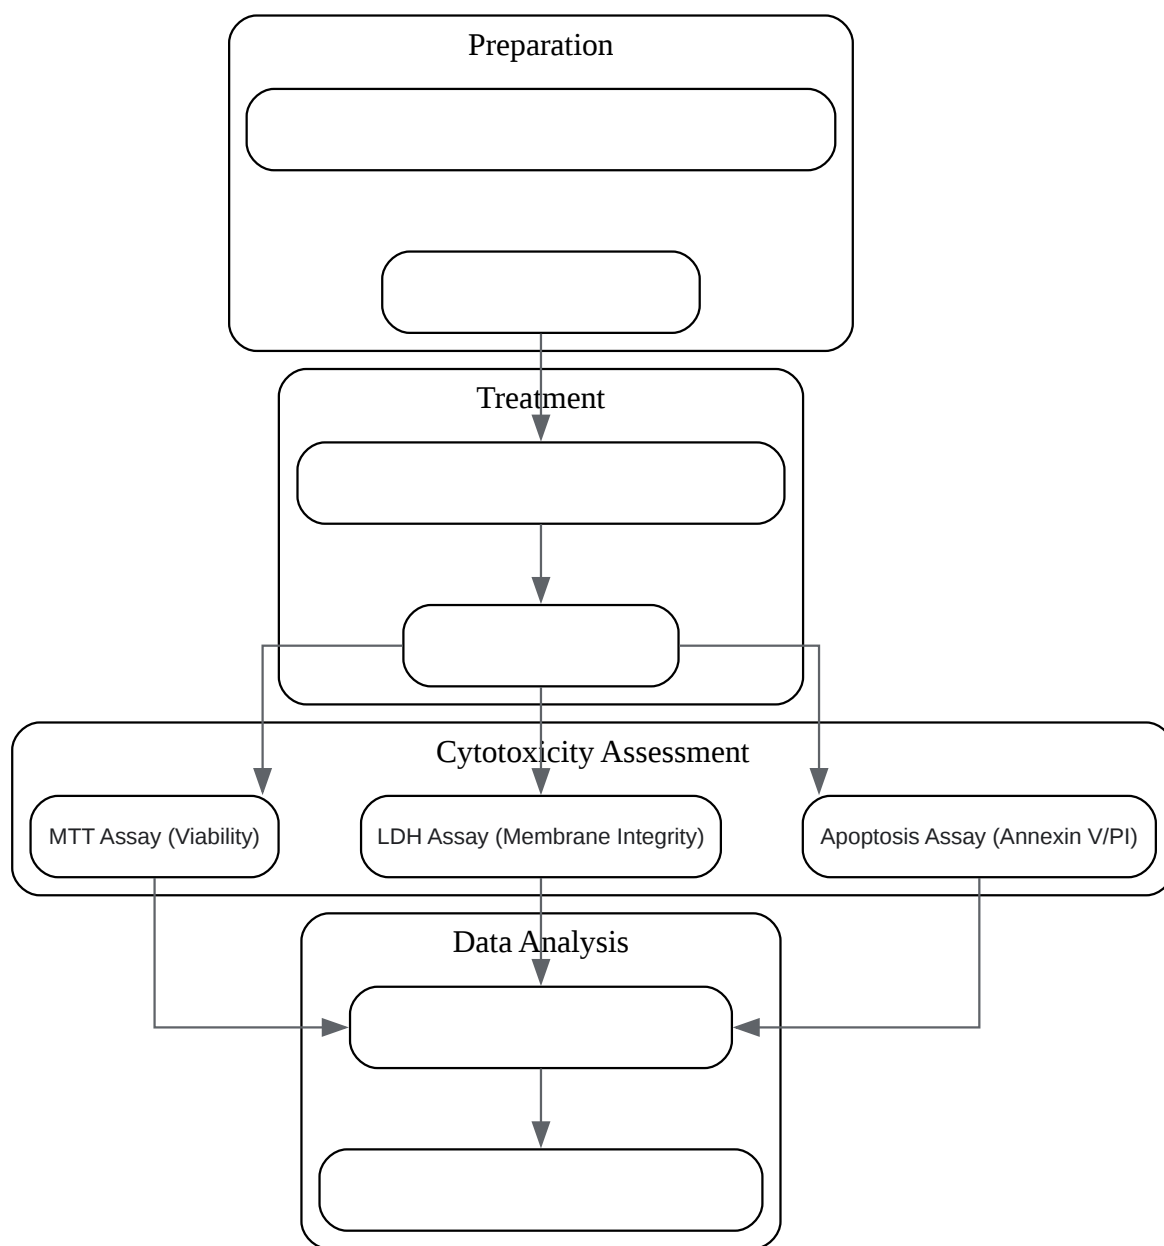 Preparation
Treatment
Cytotoxicity Assessment
MTT Assay (Viability)
LDH Assay (Membrane Integrity)
Apoptosis Assay (Annexin V/PI)
Data Analysis